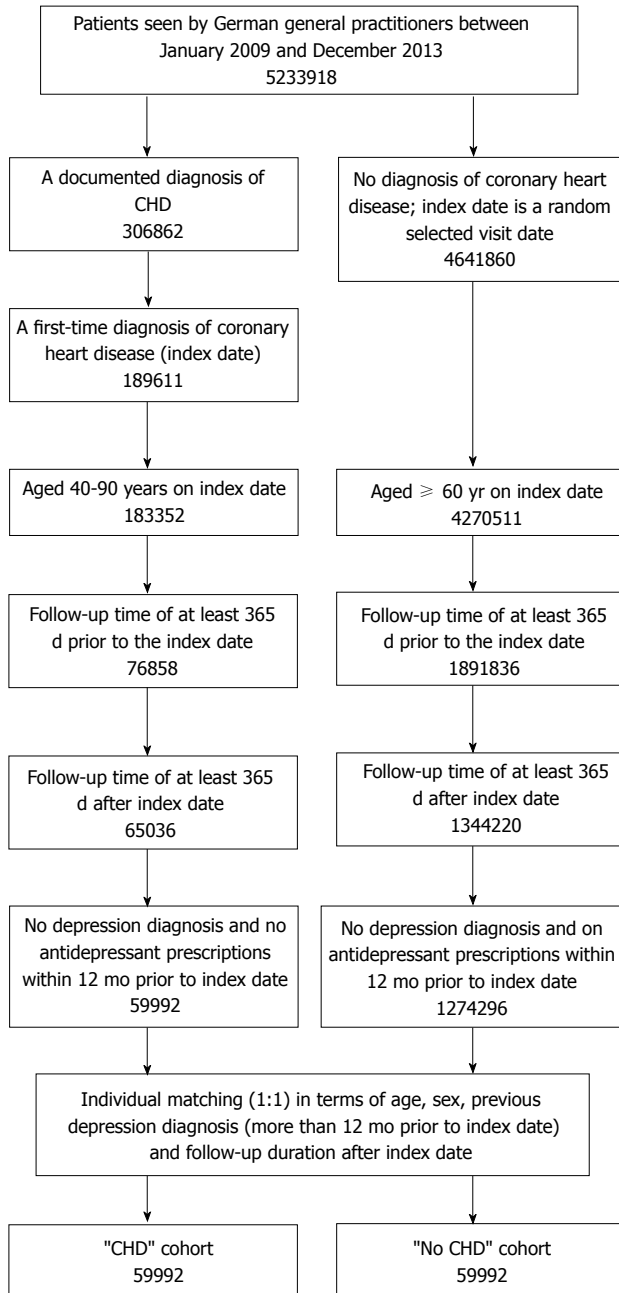 Patients seen by German general practitioners between
January 2009 and December 2013
5233918
A documented diagnosis of
CHD
306862
No diagnosis of coronary heart
disease; index date is a random
selected visit date
4641860
A first-time diagnosis of coronary
heart disease (index date)
189611
Aged 40-90 years on index date
183352
Aged ≥ 60 yr on index date
4270511
Follow-up time of at least 365
d prior to the index date
76858
Follow-up time of at least 365
d prior to the index date
1891836
Follow-up time of at least 365
d after index date
65036
Follow-up time of at least 365
d after index date
1344220
No depression diagnosis and no
antidepressant prescriptions
within 12 mo prior to index date
59992
No depression diagnosis and on
antidepressant prescriptions within
12 mo prior to index date
1274296
Individual matching (1:1) in terms of age, sex, previous
depression diagnosis (more than 12 mo prior to index date)
and follow-up duration after index date
"CHD" cohort
59992
"No CHD" cohort
59992